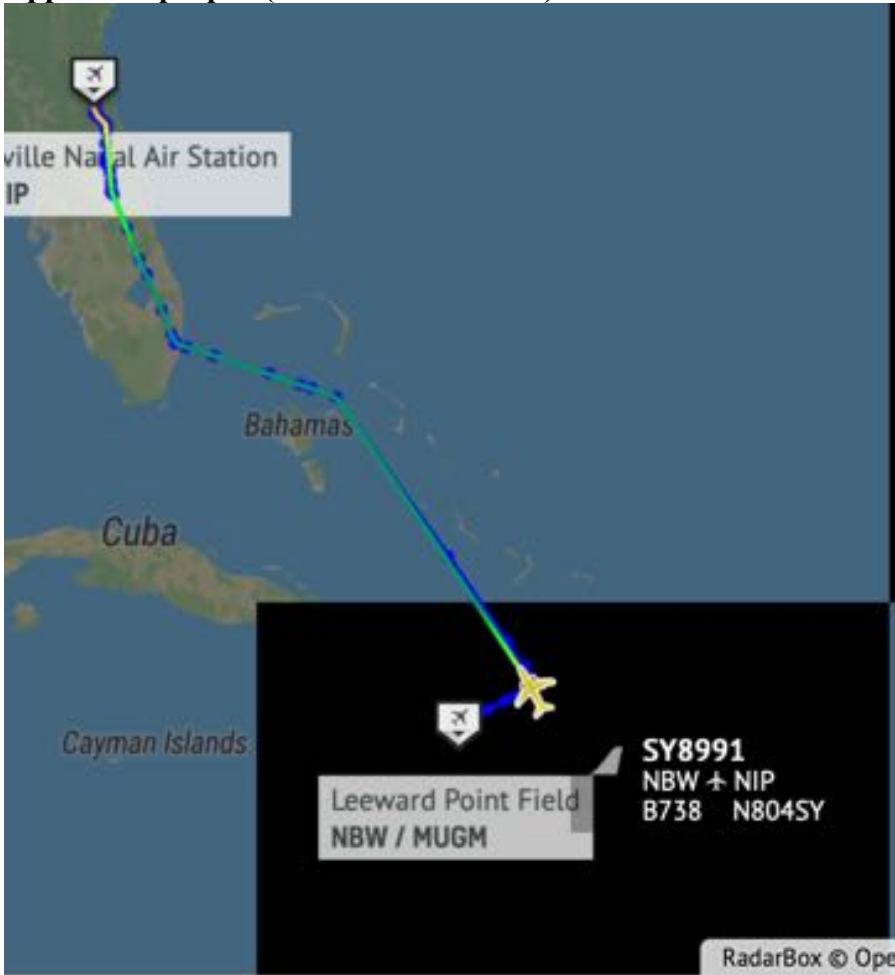 ville Naval Air Station
IP
Bahamas
Cuba
Cayman Islands
SY8991
NBW ✈ NIP
B738 N804SY
Leeward Point Field
NBW / MUGM
RadarBox © Ope